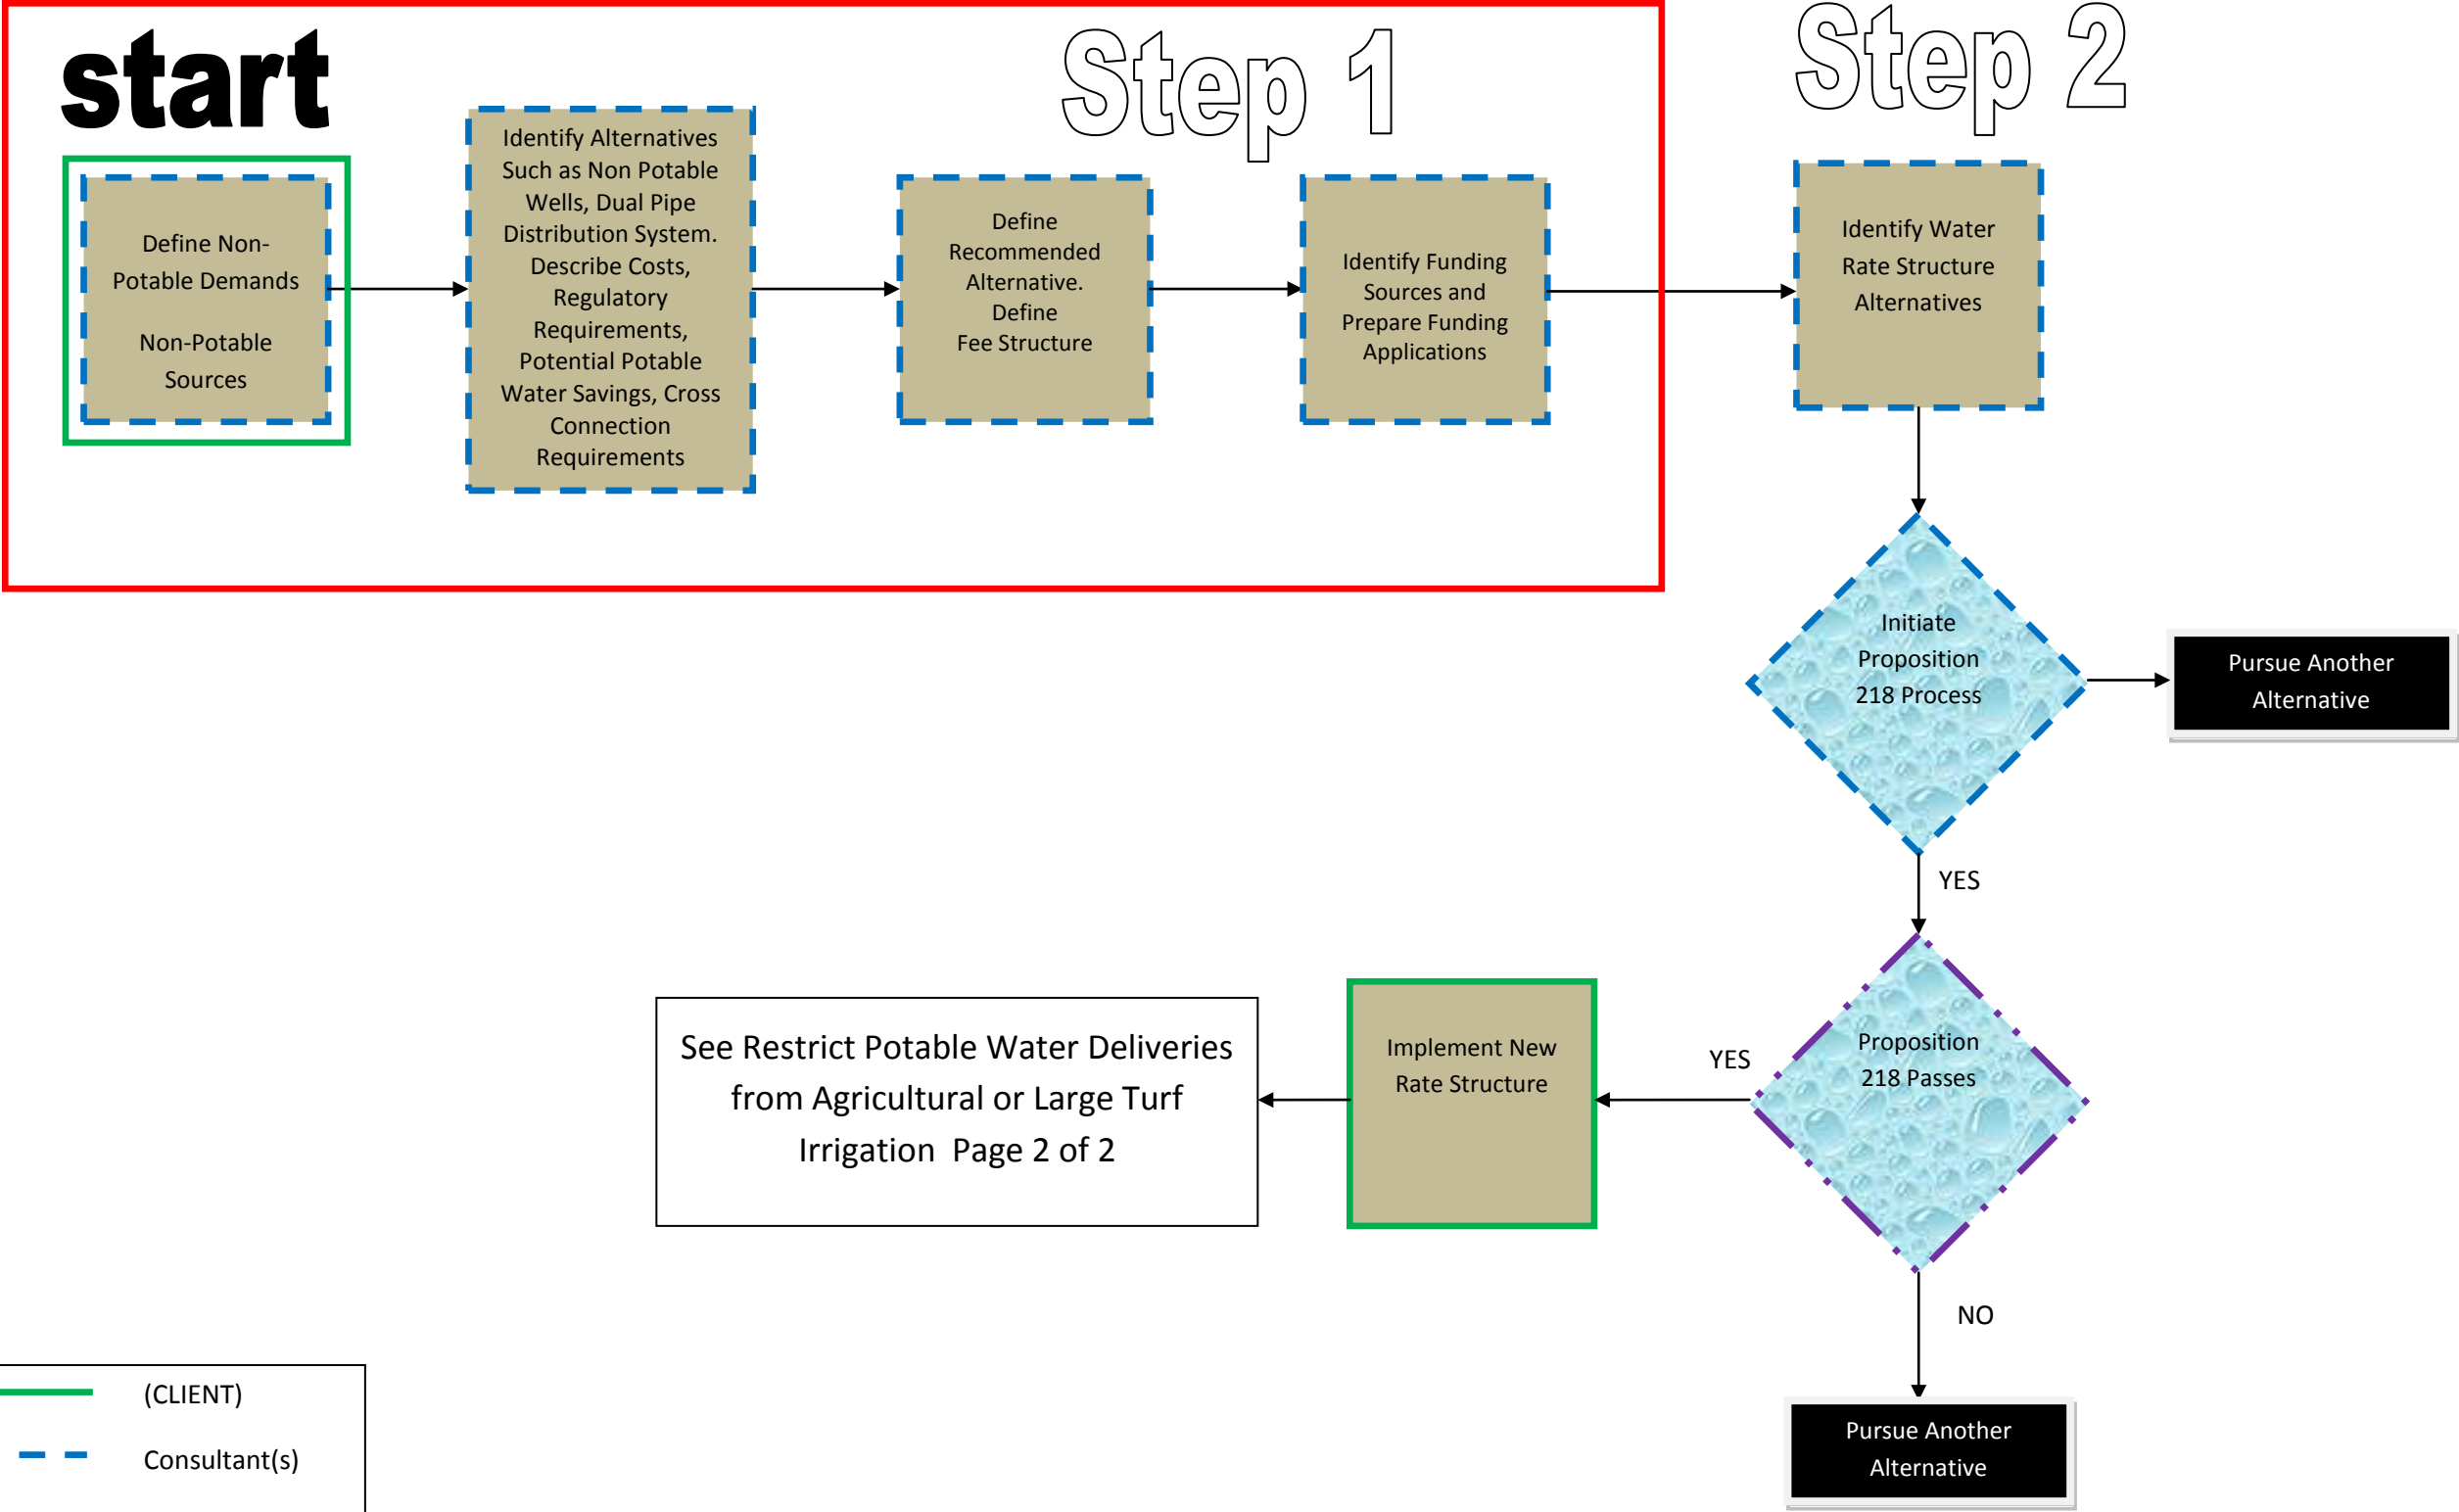 start
Step 1
Step 2
Define Non-
Potable Demands
Non-Potable
Sources
Identify Alternatives
Such as Non Potable
Wells, Dual Pipe
Distribution System.
Describe Costs,
Regulatory
Requirements,
Potential Potable
Water Savings, Cross
Connection
Requirements
Define
Recommended
Alternative.
Define
Fee Structure
Identify Funding
Sources and
Prepare Funding
Applications
Identify Water
Rate Structure
Alternatives
Initiate
Proposition
218 Process
Pursue Another
Alternative
YES
Proposition
218 Passes
YES
Implement New
Rate Structure
See Restrict Potable Water Deliveries
from Agricultural or Large Turf
Irrigation Page 2 of 2
NO
Pursue Another
Alternative
(CLIENT)
Consultant(s)